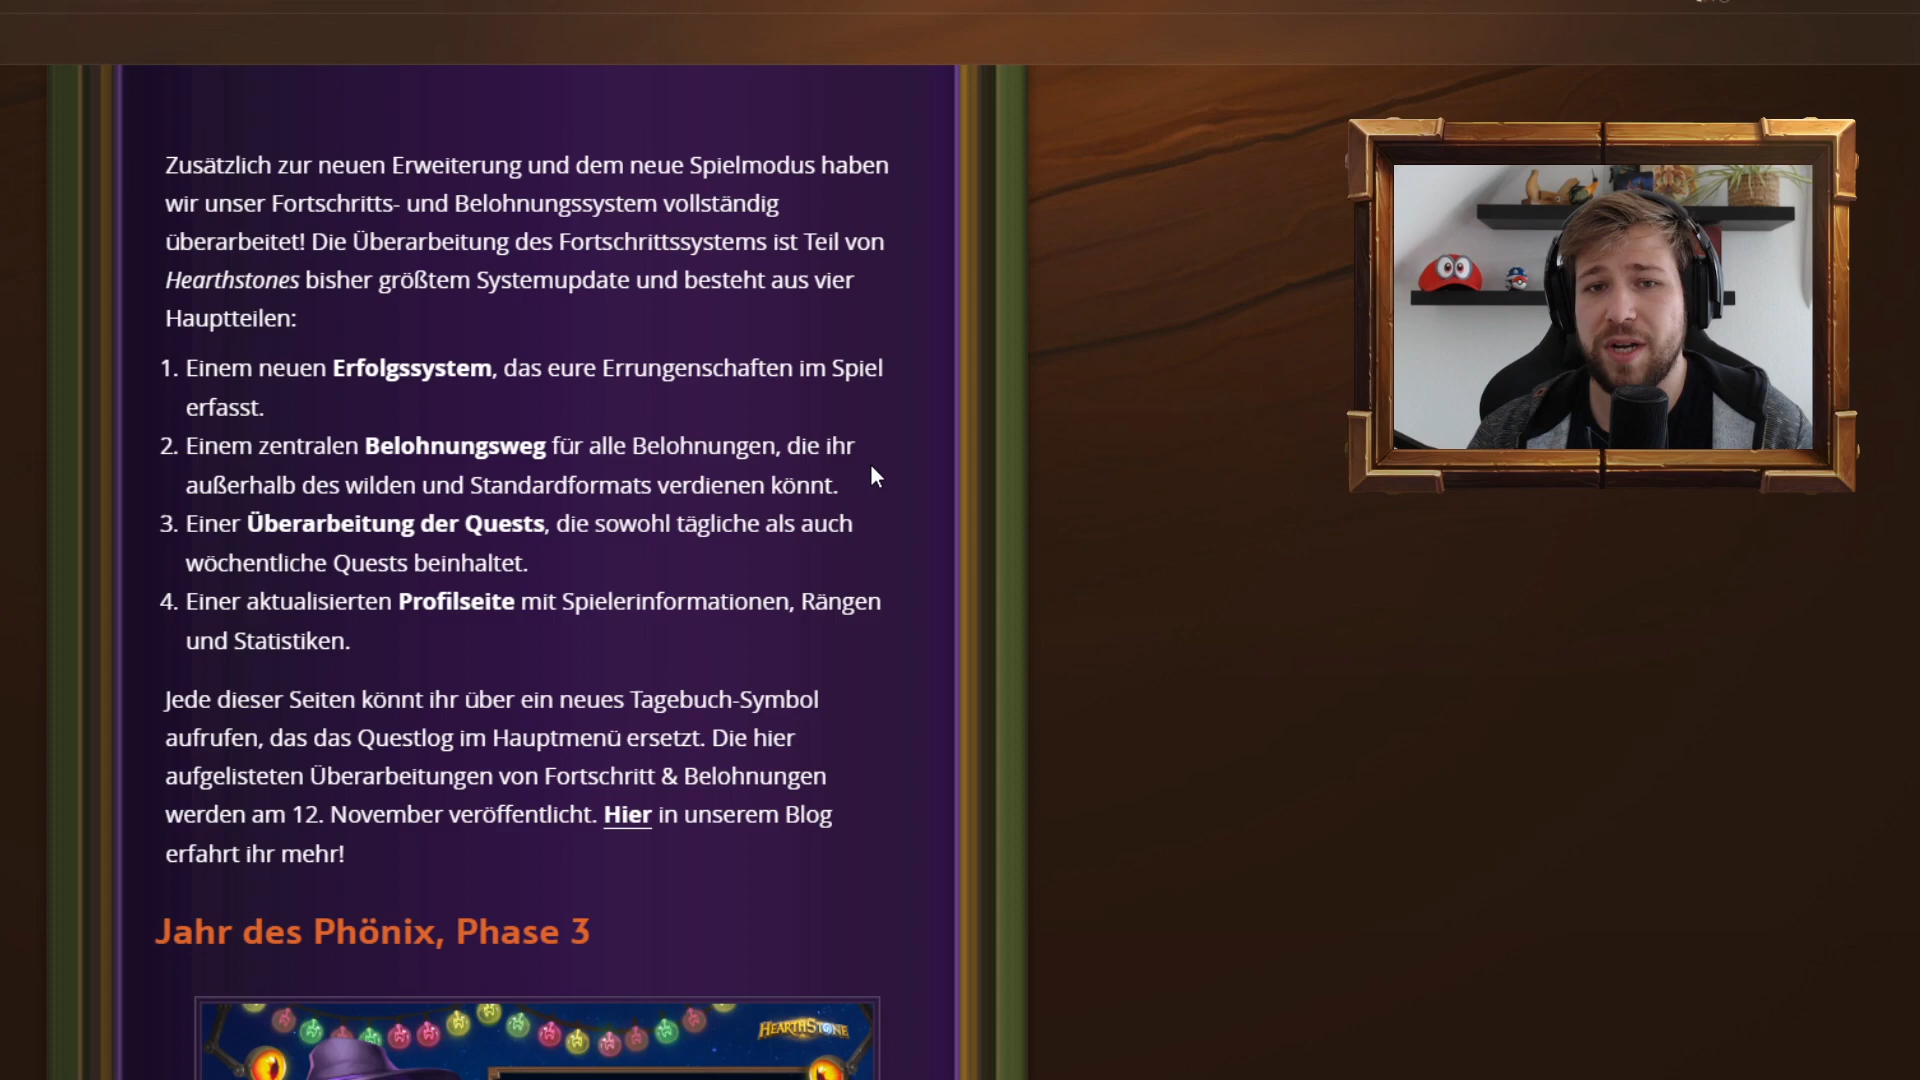 Zusätzlich zur neuen Erweiterung und dem neue Spielmodus haben
wir unser Fortschritts- und Belohnungssystem vollständig
überarbeitet! Die Überarbeitung des Fortschrittssystems ist Teil von
Hearthstones bisher größtem Systemupdate und besteht aus vier
Hauptteilen:
1. Einem neuen Erfolgssystem, das eure Errungenschaften im Spiel
erfasst.
2. Einem zentralen Belohnungsweg für alle Belohnungen, die ihr
außerhalb des wilden und Standardformats verdienen könnt.
3. Einer Überarbeitung der Quests, die sowohl tägliche als auch
wöchentliche Quests beinhaltet.
4. Einer aktualisierten Profilseite mit Spielerinformationen, Rängen
und Statistiken.
Jede dieser Seiten könnt ihr über ein neues Tagebuch-Symbol
aufrufen, das das Questlog im Hauptmenü ersetzt. Die hier
aufgelisteten Überarbeitungen von Fortschritt & Belohnungen
werden am 12. November veröffentlicht. Hier in unserem Blog
erfahrt ihr mehr!
Jahr des Phönix, Phase 3
HEARTHSTONE